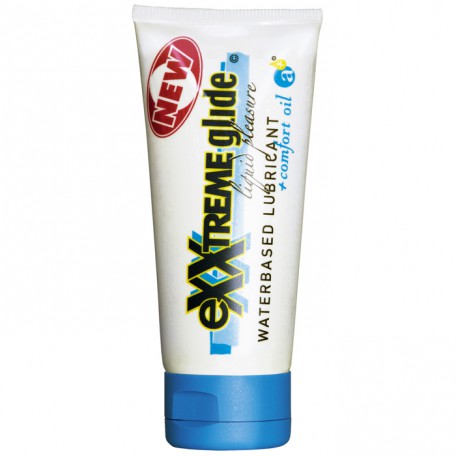 NEW
eXXTREME glide
©
liquid pleasure
WATERBASED LUBRICANT
+comfort oil a